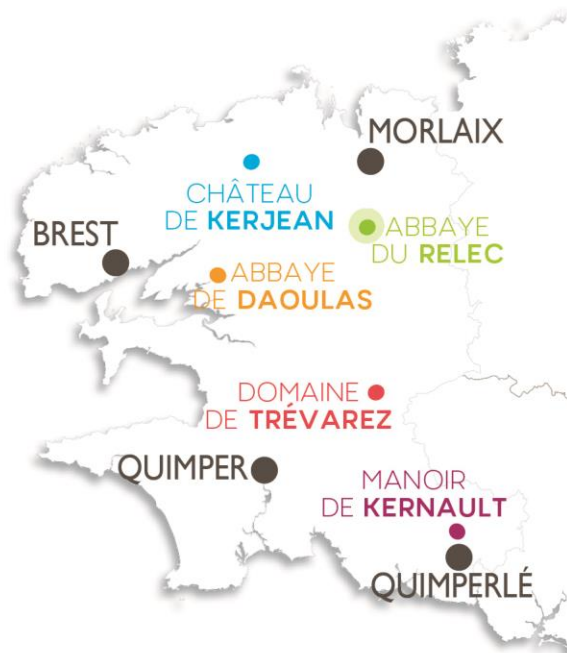 MORLAIX
CHÂTEAU
DE KERJEAN
ABBAYE
DU RELEC
BREST
ABBAYE
DE DAOULAS
DOMAINE
DE TRÉVAREZ
QUIMPER
MANOIR
DE KERNAULT
QUIMPERLÉ